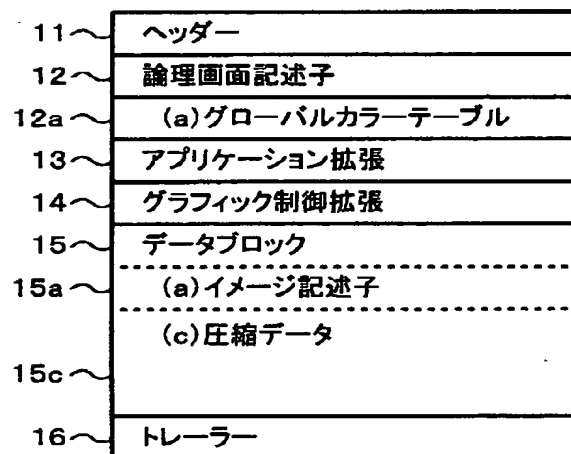 11 ヘッダー
12 論理画面記述子
12a (a)グローバルカラーテーブル
13 アプリケーション拡張
14 グラフィック制御拡張
15 データブロック
15a (a)イメージ記述子
(c)圧縮データ
15c
16 トレーラー